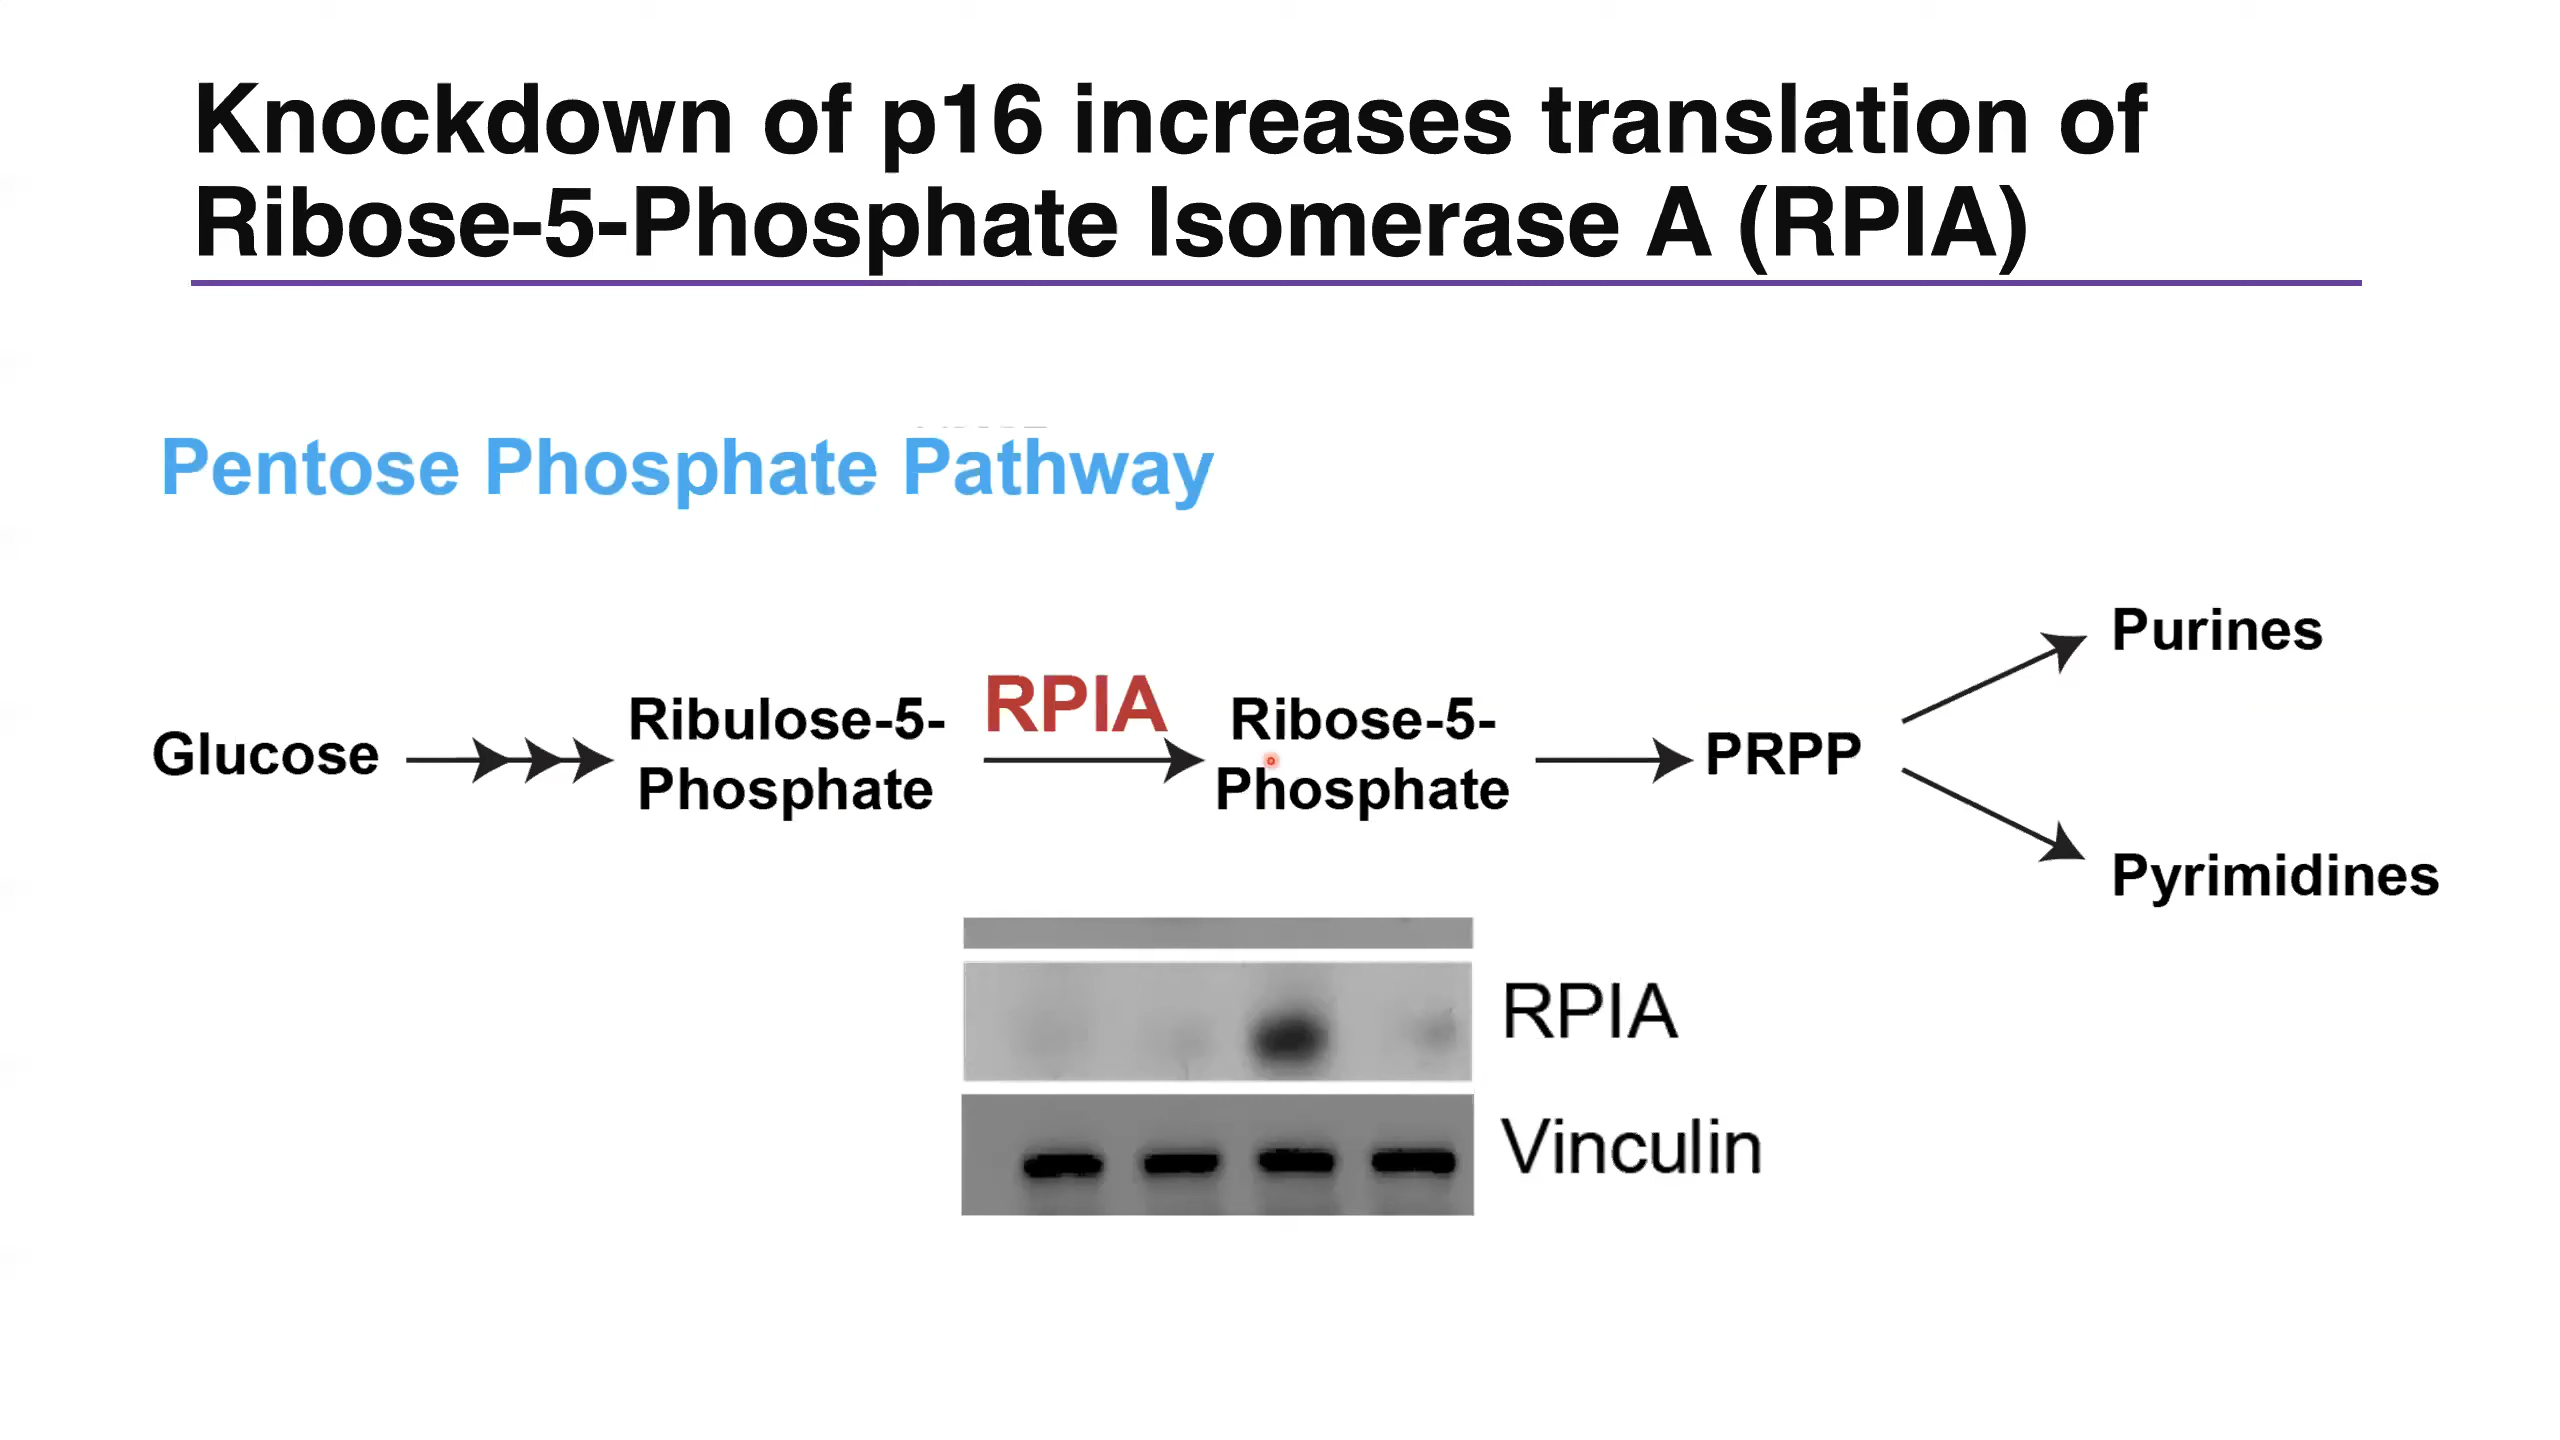 Knockdown of p16 increases translation of
Ribose-5-Phosphate Isomerase A (RPIA)
Pentose Phosphate Pathway
Glucose
Ribulose-5-
Phosphate
RPIA
Ribose-5-
Phosphate
PRPP
Purines
Pyrimidines
RPIA
Vinculin